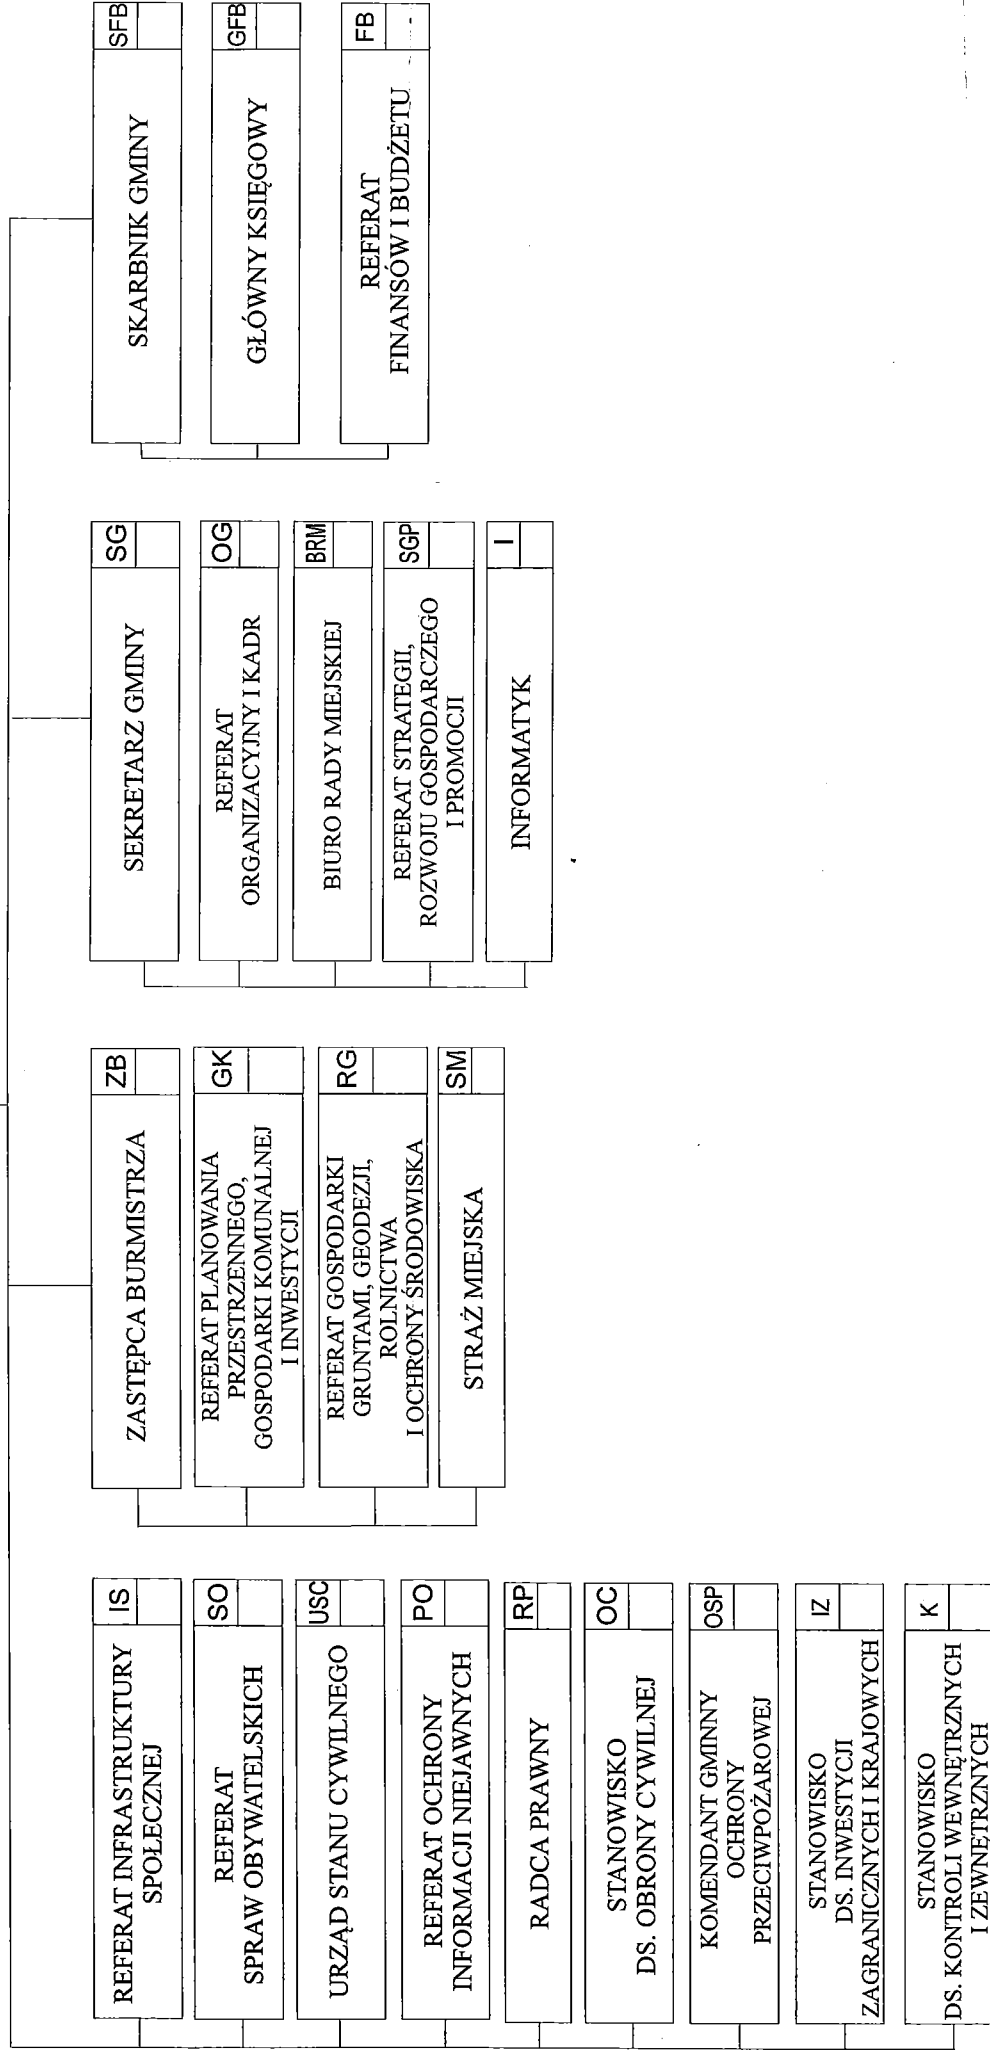 REFERAT INFRASTRUKTURY
SPOŁECZNEJ
IS
REFERAT
SPRAW OBYWATELSKICH
SO
URZĄD STANU CYWILNEGO
USC
REFERAT OCHRONY
INFORMACJI NIEJAWNYCH
PO
RADCA PRAWNY
RP
STANOWISKO
DS. OBRONY CYWILNEJ
OC
KOMENDANT GMINNY
OCHRONY
PRZECIWPOŻAROWEJ
OSP
STANOWISKO
DS. INWESTYCJI
ZAGRANICZNYCH I KRAJOWYCH
IZ
STANOWISKO
DS. KONTROLI WEWNĘTRZNYCH
I ZEWNĘTRZNYCH
K
ZASTĘPCA BURMISTRZA
ZB
REFERAT PLANOWANIA
PRZESTRZENNEGO,
GOSPODARKI KOMUNALNEJ
I INWESTYCJI
GK
REFERAT GOSPODARKI
GRUNTAMI, GEODEZJI,
ROLNICTWA
I OCHRONY ŚRODOWISKA
RG
STRAŻ MIEJSKA
SM
SEKRETARZ GMINY
SG
REFERAT
ORGANIZACYJNY I KADR
OG
BIURO RADY MIEJSKIEJ
BRM
REFERAT STRATEGII,
ROZWOJU GOSPODARCZEGO
I PROMOCJI
SGP
INFORMATYK
I
SKARBNIK GMINY
SFB
GŁÓWNY KSIĘGOWY
GFB
REFERAT
FINANSÓW I BUDŻETU
FB